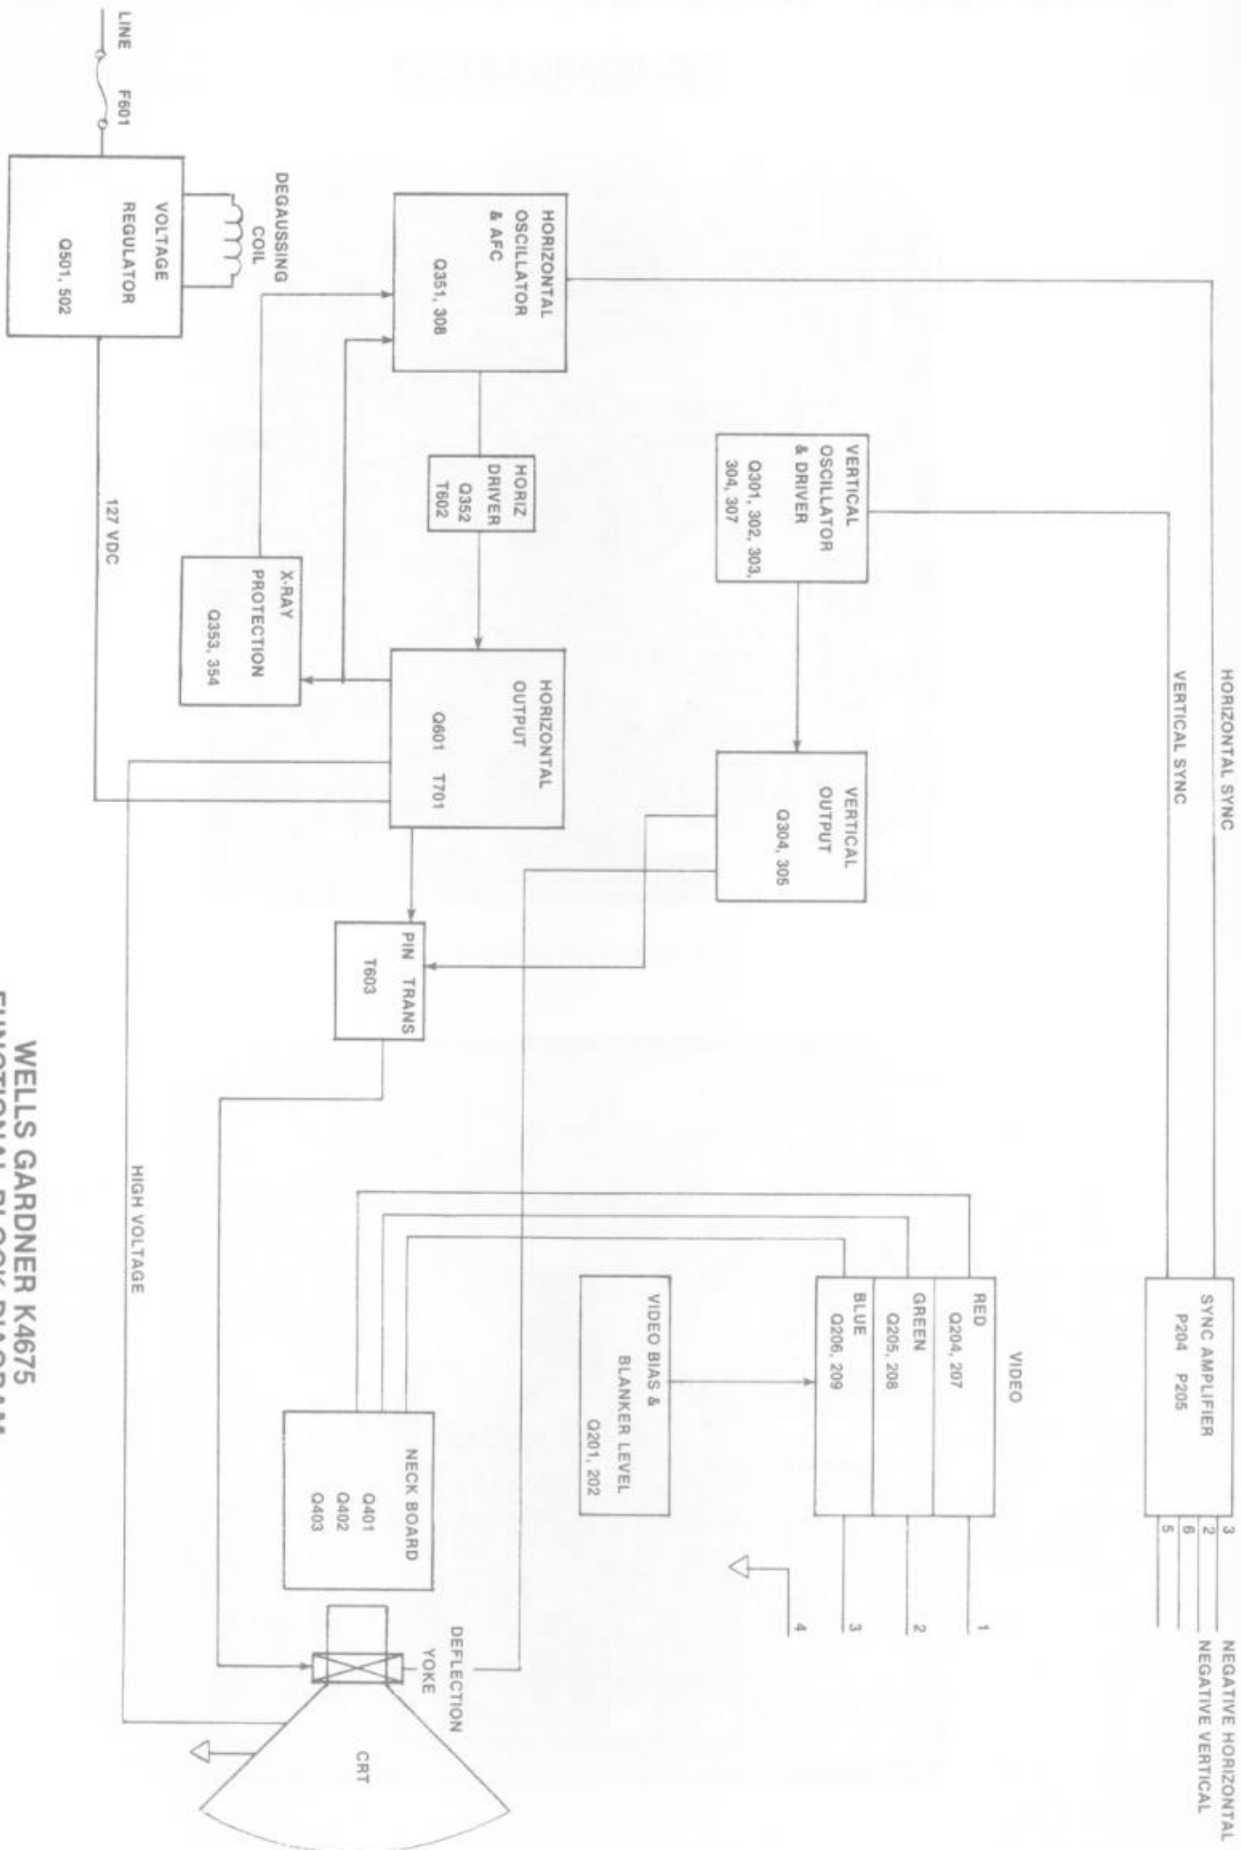 HORIZONTAL SYNC
VERTICAL SYNC
SYNC AMPLIFIER
P204 P205
3
2
6
5
NEGATIVE HORIZONTAL
NEGATIVE VERTICAL
VIDEO
RED
Q204, 207
GREEN
Q205, 208
BLUE
Q206, 209
1
2
3
4
VIDEO BIAS &
BLANKER LEVEL
Q201, 202
VERTICAL
OSCILLATOR
& DRIVER
Q301, 302, 303,
304, 307
VERTICAL
OUTPUT
Q304, 305
HORIZONTAL
OSCILLATOR
& AFC
Q351, 308
HORIZ
DRIVER
Q352
T602
HORIZONTAL
OUTPUT
Q601 T701
PIN TRANS
T603
NECK BOARD
Q401
Q402
Q403
DEFLECTION
YOKE
CRT
X-RAY
PROTECTION
Q353, 354
DEGAUSSING
COIL
LINE F601
VOLTAGE
REGULATOR
Q501, 502
127 VDC
HIGH VOLTAGE
WELLS GARDNER K4675
FUNCTIONAL BLOCK DIAGRAM